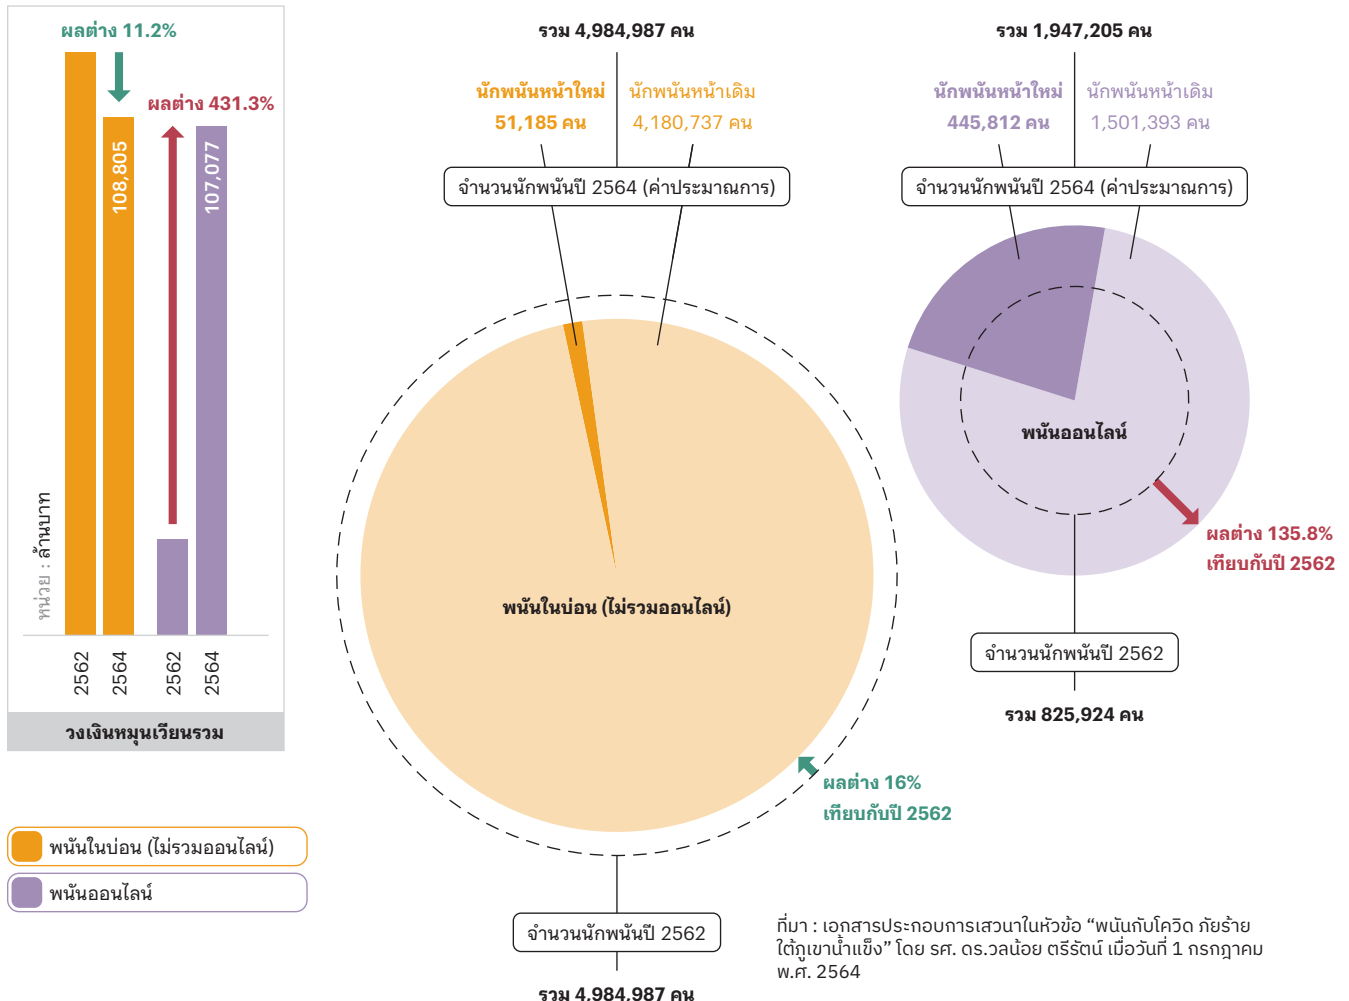 ผลต่าง 11.2%
ผลต่าง 431.3%
108,805
107,077
หน่วย : ล้านบาท
2562
2564
2562
2564
วงเงินหมุนเวียนรวม
พนันในบ่อน (ไม่รวมออนไลน์)
พนันออนไลน์
รวม 4,984,987 คน
นักพนันหน้าใหม่
51,185 คน
นักพนันหน้าเดิม
4,180,737 คน
จำนวนนักพนันปี 2564 (ค่าประมาณการ)
พนันในบ่อน (ไม่รวมออนไลน์)
ผลต่าง 16%
เทียบกับปี 2562
จำนวนนักพนันปี 2562
รวม 4,984,987 คน
รวม 1,947,205 คน
นักพนันหน้าใหม่
445,812 คน
นักพนันหน้าเดิม
1,501,393 คน
จำนวนนักพนันปี 2564 (ค่าประมาณการ)
พนันออนไลน์
ผลต่าง 135.8%
เทียบกับปี 2562
จำนวนนักพนันปี 2562
รวม 825,924 คน
ที่มา : เอกสารประกอบการเสวนาในหัวข้อ “พนันกับโควิด ภัยร้าย
ใต้ภูเขาน้ำแข็ง” โดย รศ. ดร.วลน้อย ตรีรัตน์ เมื่อวันที่ 1 กรกฎาคม
พ.ศ. 2564